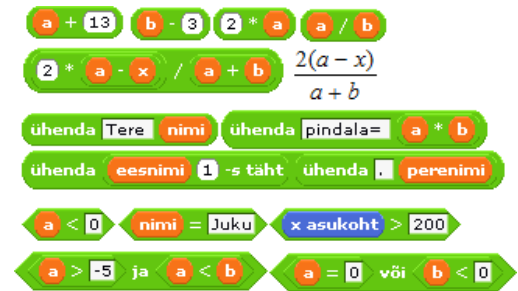 a + 13 b - 3 2 * a a / b
2 * a - x / a + b 2(a − x)
a + b
ühenda Tere nimi ühenda pindala= a * b
ühenda eesnimi 1 -s täht ühenda . perenimi
a < 0 nimi = Juku x asukoht > 200
a > -5 ja a < b a = 0 või b < 0